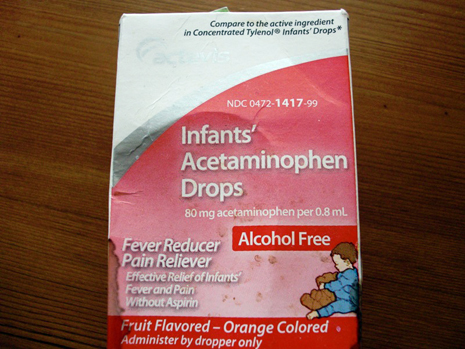 Compare to the active ingredient
in Concentrated Tylenol® Infants' Drops*
NDC 0472-1417-99
Infants'
Acetaminophen
Drops
80 mg acetaminophen per 0.8 mL
Alcohol Free
Fever Reducer
Pain Reliever
Effective Relief of Infants'
Fever and Pain
Without Aspirin
Fruit Flavored – Orange Colored
Administer by dropper only